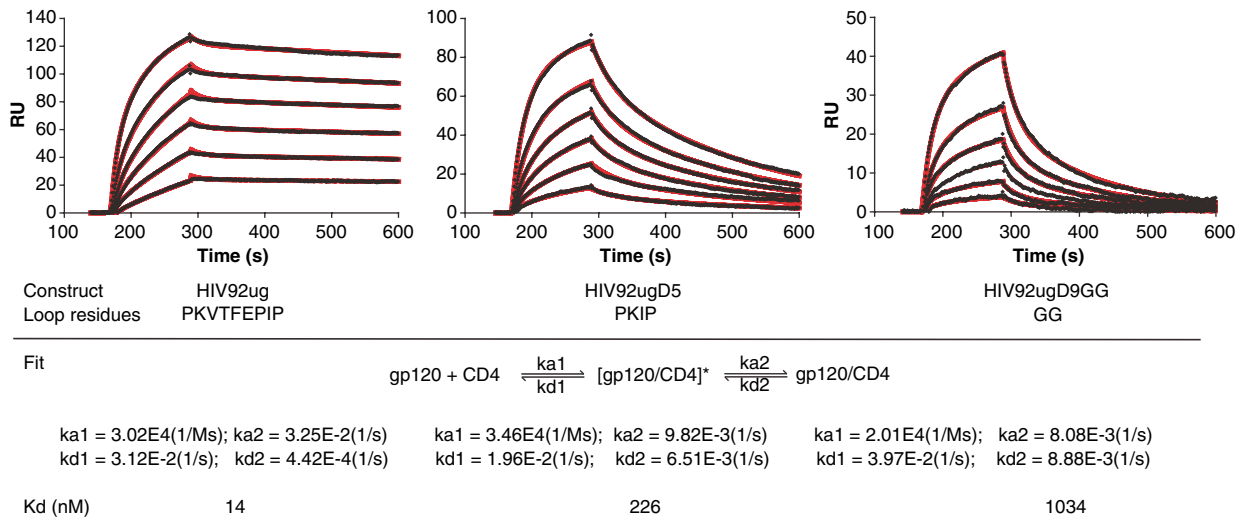 140
120
100
80
60
40
20
0
RU
100 200 300 400 500 600
Time (s)
100
80
60
40
20
0
100 200 300 400 500 600
Time (s)
50
40
30
20
10
0
RU
100 200 300 400 500 600
Time (s)
Construct HIV92ug HIV92ugD5 HIV92ugD9GG
Loop residues PKVTFEPIP PKIP GG
Fit
gp120 + CD4 ka1 kd1 [gp120/CD4]* ka2 kd2 gp120/CD4
ka1 = 3.02E4(1/Ms); ka2 = 3.25E-2(1/s) ka1 = 3.46E4(1/Ms); ka2 = 9.82E-3(1/s) ka1 = 2.01E4(1/Ms); ka2 = 8.08E-3(1/s)
kd1 = 3.12E-2(1/s); kd2 = 4.42E-4(1/s) kd1 = 1.96E-2(1/s); kd2 = 6.51E-3(1/s) kd1 = 3.97E-2(1/s); kd2 = 8.88E-3(1/s)
Kd (nM) 14 226 1034